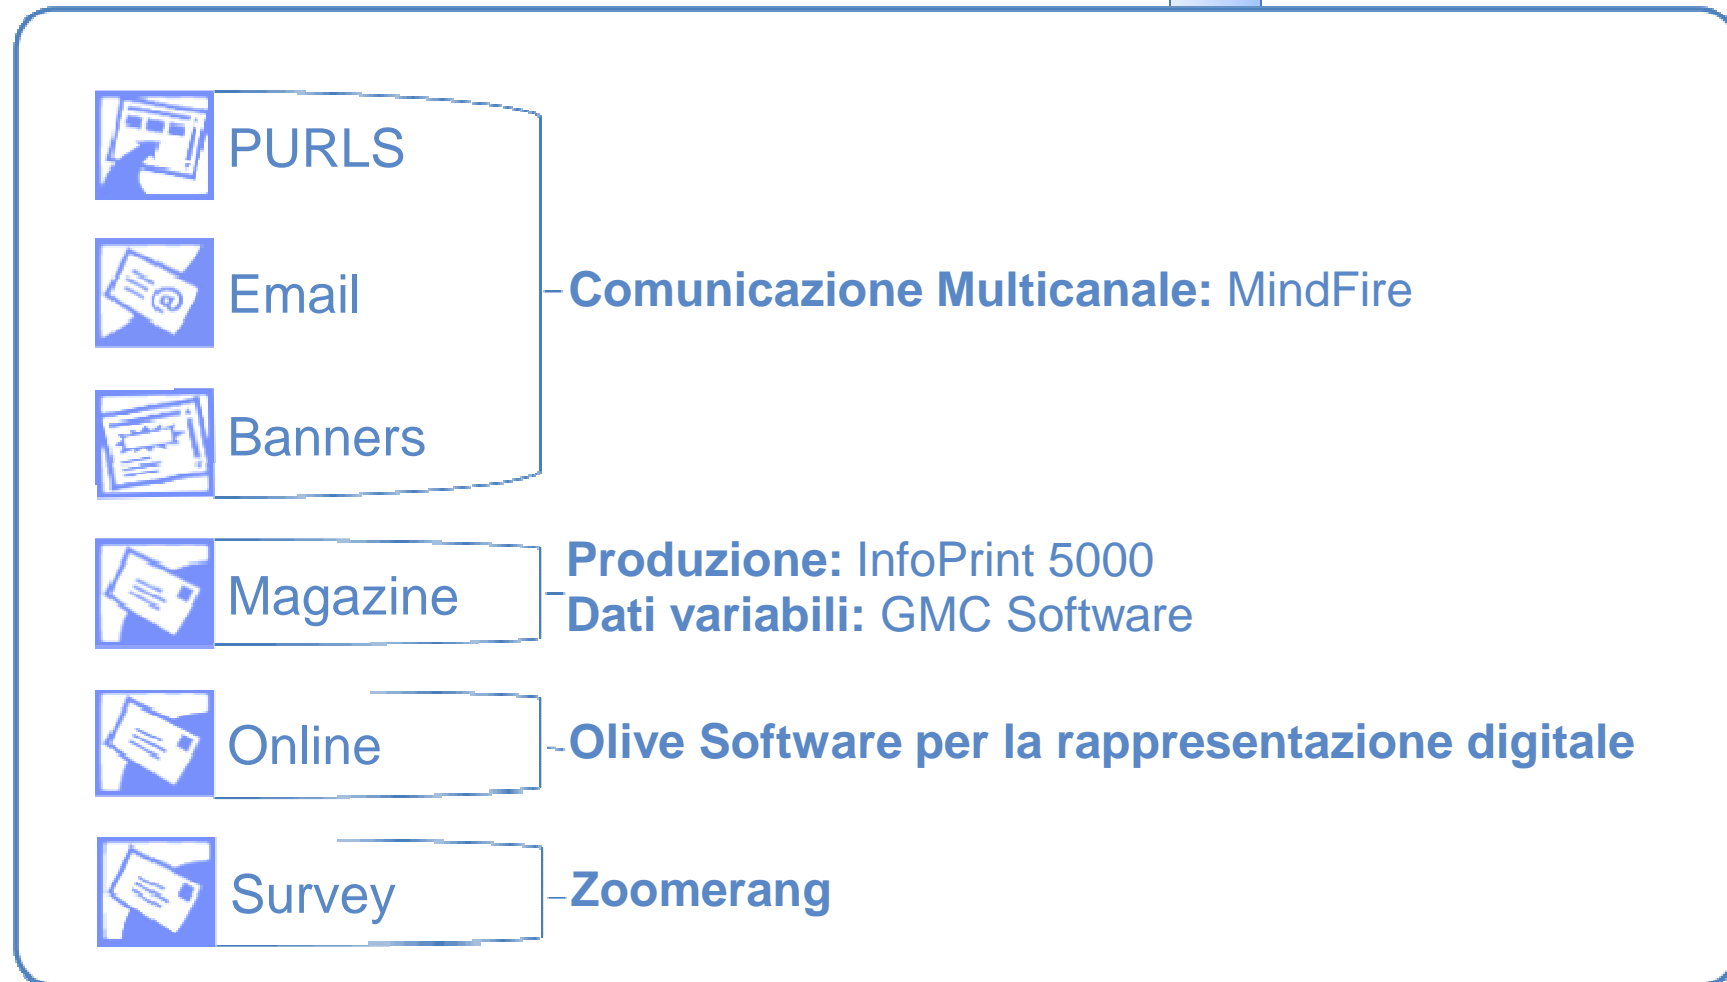 PURLS
Email
Comunicazione Multicanale: MindFire
Banners
Produzione: InfoPrint 5000
Magazine
Dati variabili: GMC Software
Online
Olive Software per la rappresentazione digitale
Survey
Zoomerang